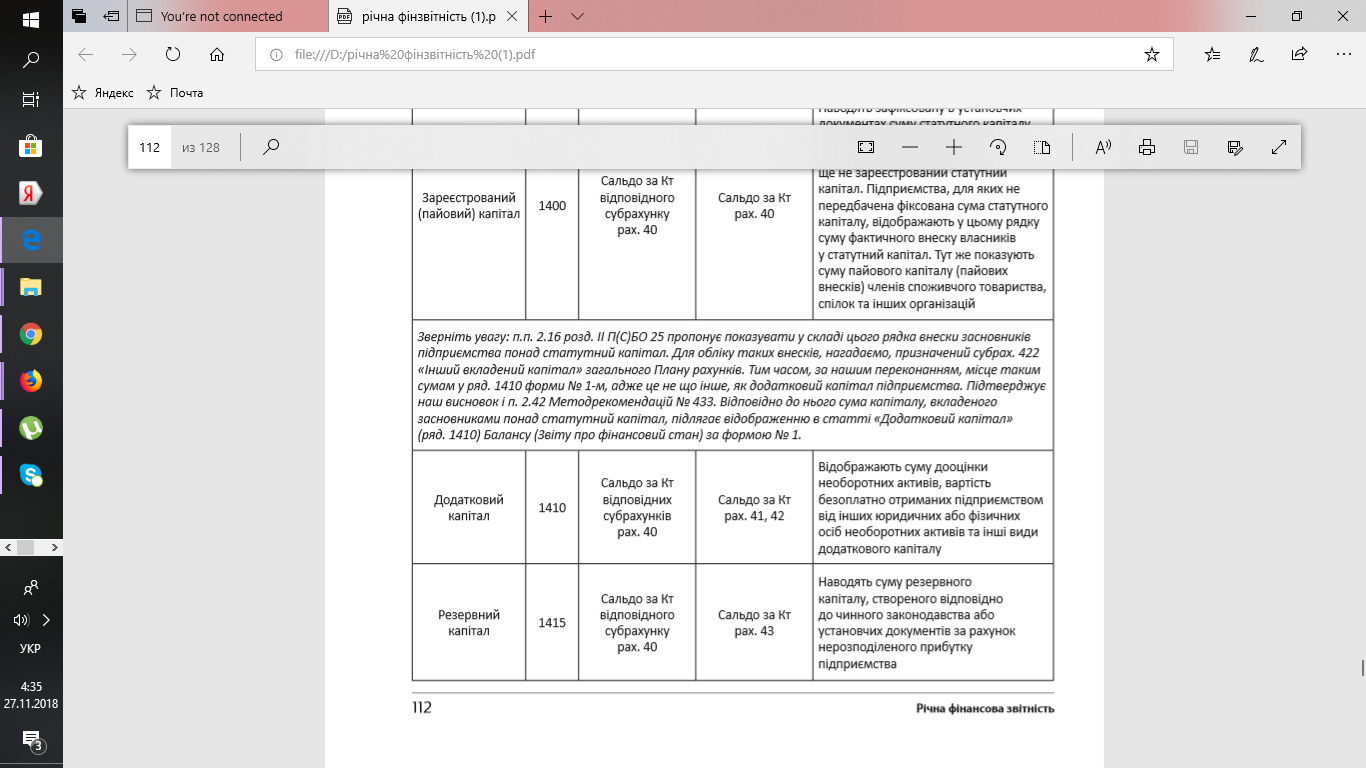 You're not connected
річна фінзвітність (1).p
file:///D:/річна%20фінзвітність%20(1).pdf
Яндекс
Почта
112
из 128
Наводять зафіксовану в установчих
документах суму статутного капіталу
ще не зареєстрований статутний
капітал. Підприємства, для яких не
передбачена фіксована сума статутного
капіталу, відображають у цьому рядку
суму фактичного внеску власників
у статутний капітал. Тут же показують
суму пайового капіталу (пайових
внесків) членів споживчого товариства,
спілок та інших організацій
Зареєстрований
(пайовий) капітал
1400
Сальдо за Кт
відповідного
субрахунку
рах. 40
Сальдо за Кт
рах. 40
Зверніть увагу: п.п. 2.16 розд. II П(С)БО 25 пропонує показувати у складі цього рядка внески засновників
підприємства понад статутний капітал. Для обліку таких внесків, нагадаємо, призначений субрах. 422
«Інший вкладений капітал» загального Плану рахунків. Тим часом, за нашим переконанням, місце таким
сумам у ряд. 1410 форми № 1-м, адже це не що інше, як додатковий капітал підприємства. Підтверджує
наш висновок і п. 2.42 Методрекомендацій № 433. Відповідно до нього сума капіталу, вкладеного
засновниками понад статутний капітал, підлягає відображенню в статті «Додатковий капітал»
(ряд. 1410) Балансу (Звіту про фінансовий стан) за формою № 1.
Додатковий
капітал
1410
Сальдо за Кт
відповідних
субрахунків
рах. 40
Сальдо за Кт
рах. 41, 42
Відображають суму дооцінки
необоротних активів, вартість
безоплатно отриманих підприємством
від інших юридичних або фізичних
осіб необоротних активів та інші види
додаткового капіталу
Резервний
капітал
1415
Сальдо за Кт
відповідного
субрахунку
рах. 40
Сальдо за Кт
рах. 43
Наводять суму резервного
капіталу, створеного відповідно
до чинного законодавства або
установчих документів за рахунок
нерозподіленого прибутку
підприємства
112
Річна фінансова звітність
УКР
4:35
27.11.2018
3